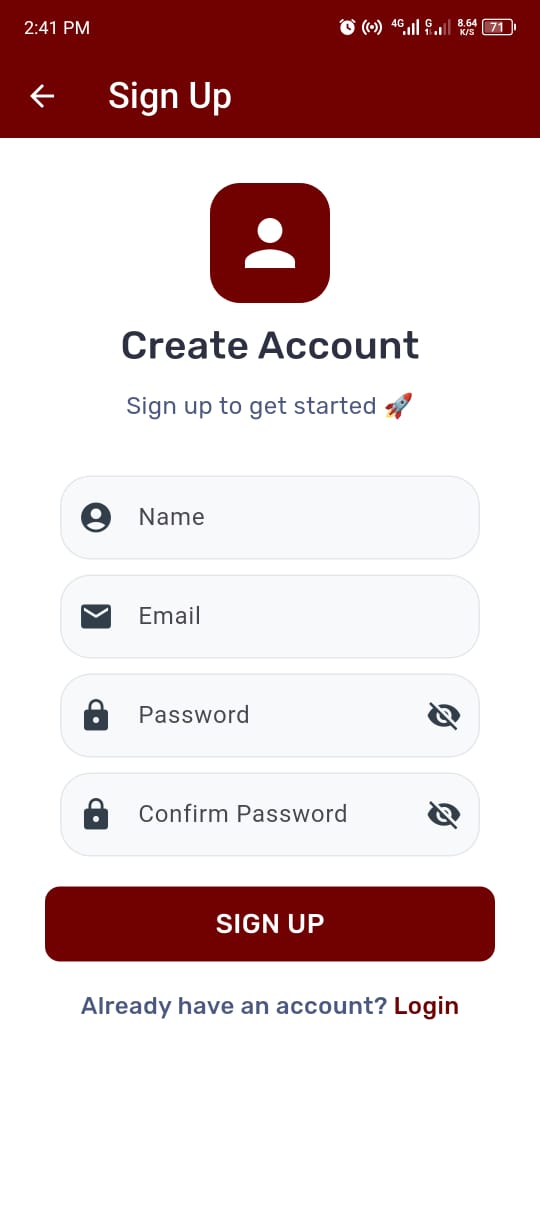 2:41 PM
4G G 8.64 K/S 71
Sign Up
Create Account
Sign up to get started 🚀
Name
Email
Password
Confirm Password
SIGN UP
Already have an account? Login